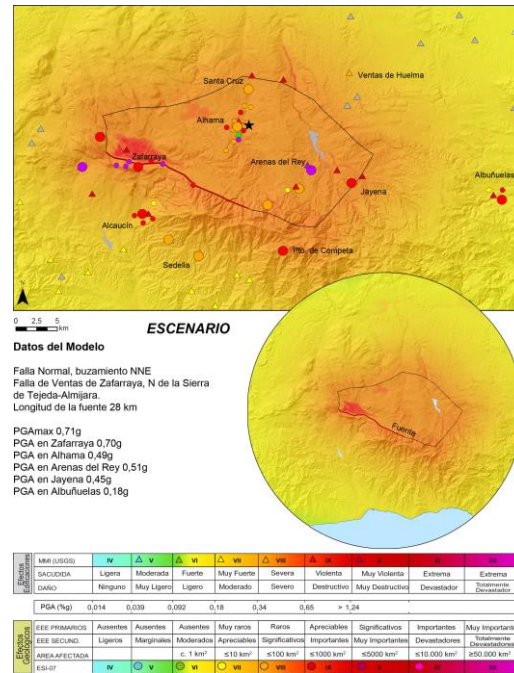 Santa Cruz
Ventas de Huelma
Alhama
Zafarraya
Arenas del Rey
Jayena
Albuñuelas
Alcaucín
Sedella
Pto. de Competa
0 2,5 5
km
ESCENARIO
Datos del Modelo
Falla Normal, buzamiento NNE
Falla de Ventas de Zafarraya, N de la Sierra
de Tejeda-Almijara.
Longitud de la fuente 28 km
PGAmax 0,71g
PGA en Zafarraya 0,70g
PGA en Alhama 0,49g
PGA en Arenas del Rey 0,51g
PGA en Jayena 0,45g
PGA en Albuñuelas 0,18g
Fuente
Efectos Edificaciones
MMI (USGS) IV V VI VII VIII IX X XI XII
SACUDIDA Ligera Moderada Fuerte Muy Fuerte Severa Violenta Muy Violenta Extrema Extrema
DAÑO Ninguno Muy Ligero Ligero Moderado Severo Destructivo Muy Destructivo Devastador Totalmente Devastador
PGA (%g) 0,014 0,039 0,092 0,18 0,34 0,65 > 1,24
Efectos Geológicos
EEE PRIMARIOS Ausentes Ausentes Ausentes Muy raros Raros Apreciables Significativos Importantes Muy Importantes
EEE SECUND. Ligeros Marginales Moderados Apreciables Significativos Importantes Muy Importantes Devastadores Totalmente Devastadores
AREA AFECTADA c. 1 km² ≤10 km² ≤100 km² ≤1000 km² ≤5000 km² ≤10.000 km² ≥50.000 km²
ESI-07 IV V VI VII VIII IX X XI XII